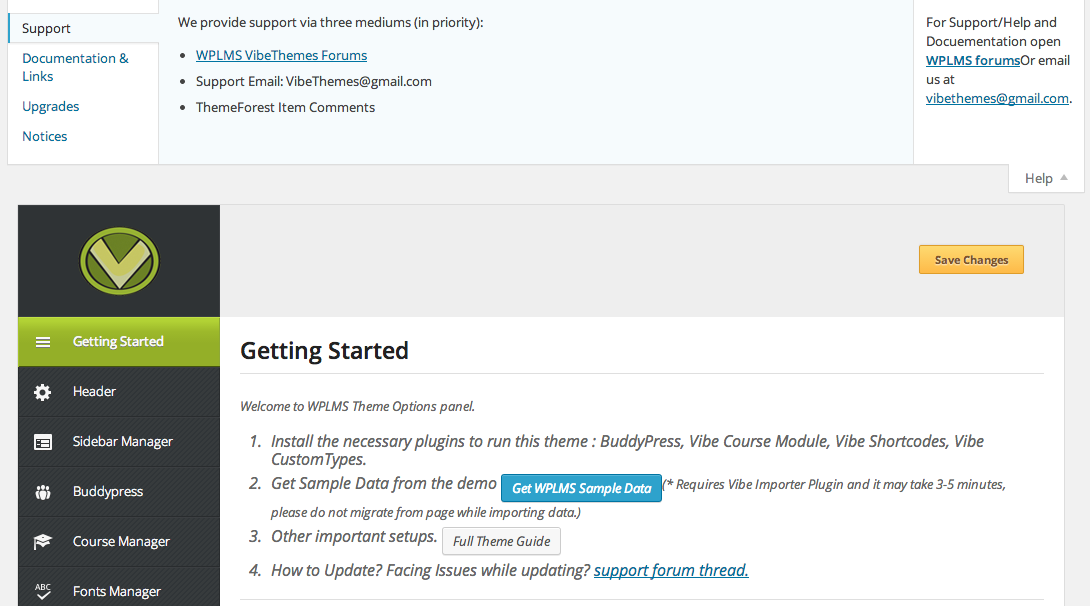 Support
Documentation &
Links
Upgrades
Notices
We provide support via three mediums (in priority):
WPLMS VibeThemes Forums
Support Email: VibeThemes@gmail.com
ThemeForest Item Comments
For Support/Help and
Docuementation open
WPLMS forumsOr email
us at
vibethemes@gmail.com.
Help
Save Changes
Getting Started
Header
Sidebar Manager
Buddypress
Course Manager
ABC
Fonts Manager
Getting Started
Welcome to WPLMS Theme Options panel.
1. Install the necessary plugins to run this theme : BuddyPress, Vibe Course Module, Vibe Shortcodes, Vibe
CustomTypes.
2. Get Sample Data from the demo Get WPLMS Sample Data (* Requires Vibe Importer Plugin and it may take 3-5 minutes,
please do not migrate from page while importing data.)
3. Other important setups. Full Theme Guide
4. How to Update? Facing Issues while updating? support forum thread.